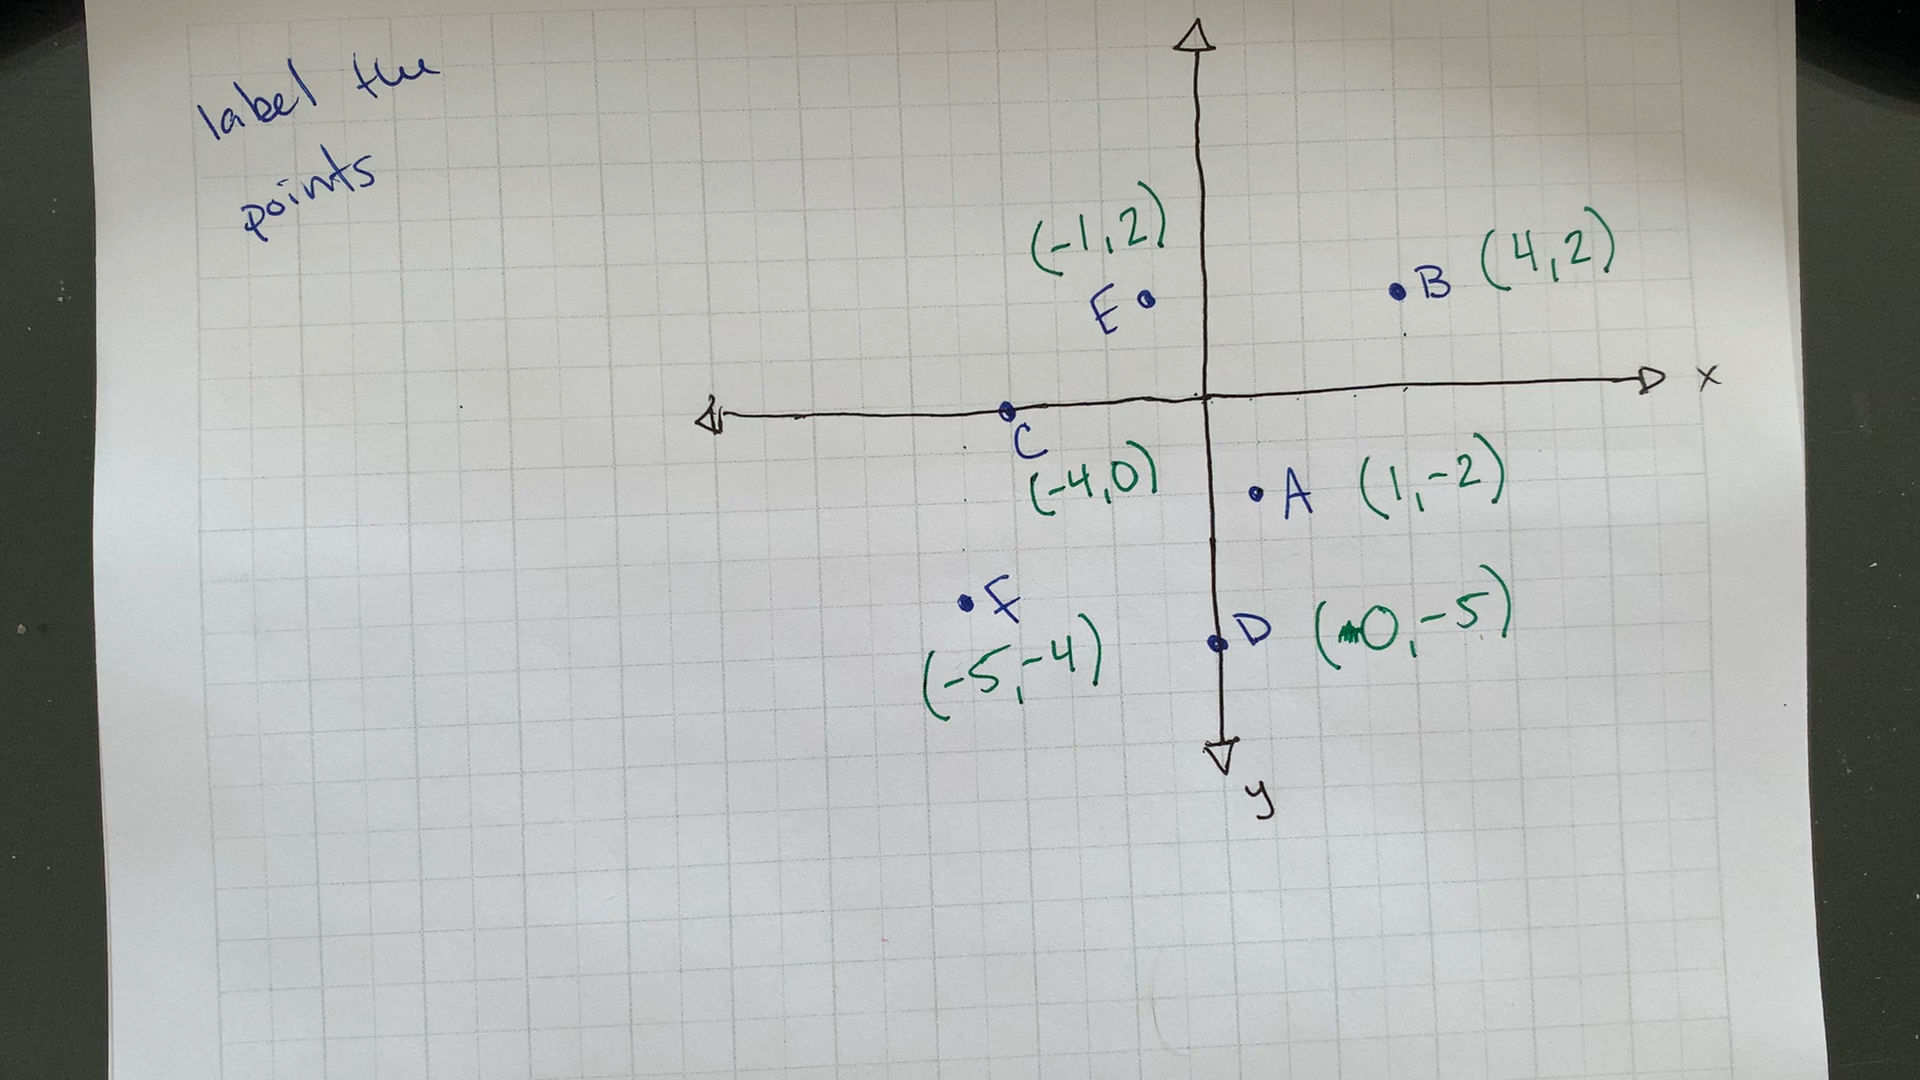 label the
points
(-1,2)
E
B (4,2)
x
C
(-4,0)
A (1,-2)
F
(-5,-4)
D (0,-5)
y